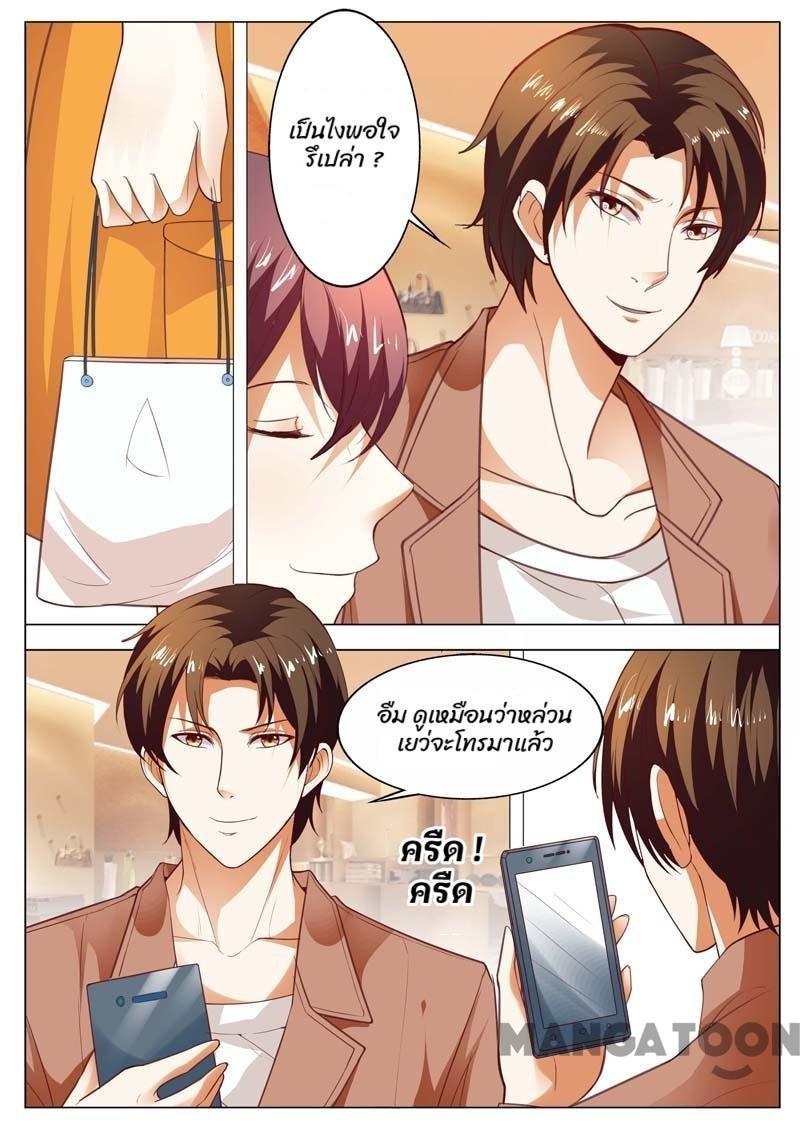 เป็นไงพอใจ
รึเปล่า ?
อืม ดูเหมือนว่าหล่วน
เยว่จะโทรมาแล้ว
ครืด !
ครืด
MANGATOON